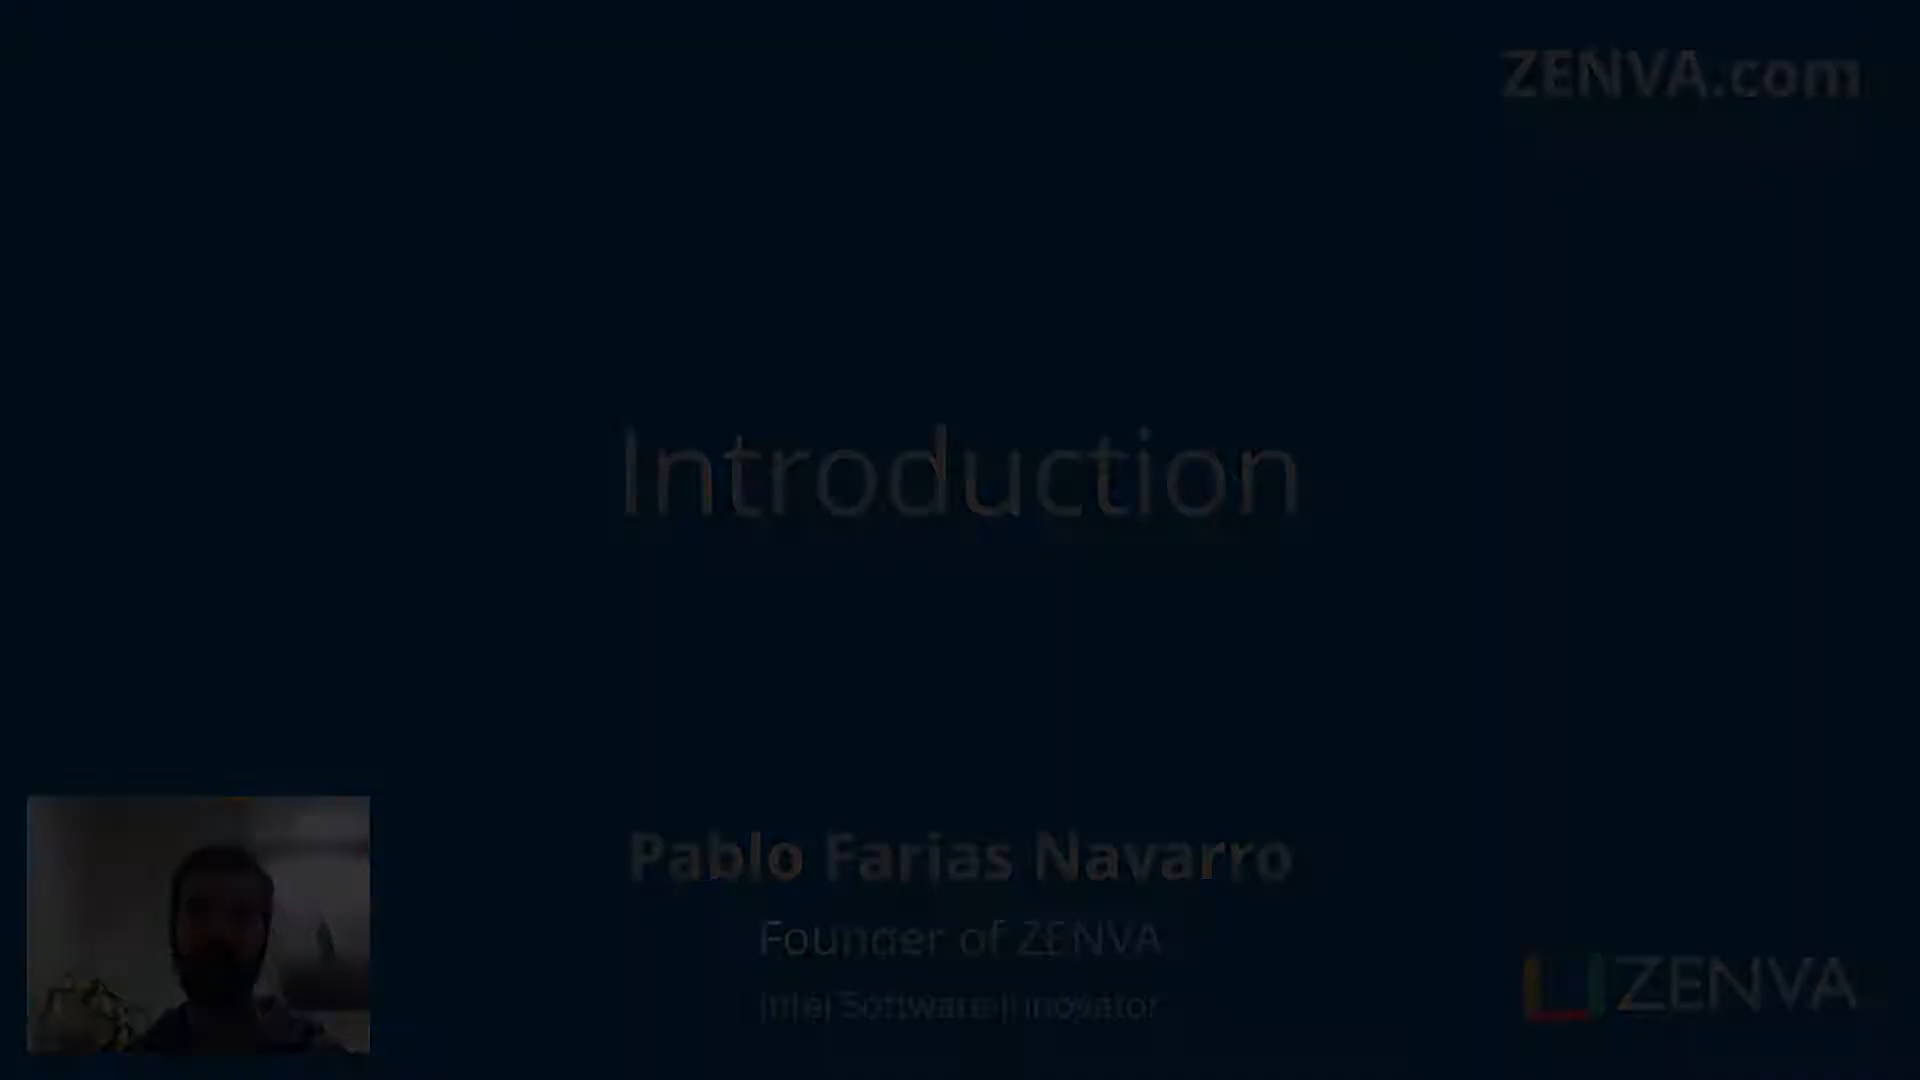 ZENVA.com
Introduction
Pablo Farias Navarro
Founder of ZENVA
Intel Software Innovator
ZENVA